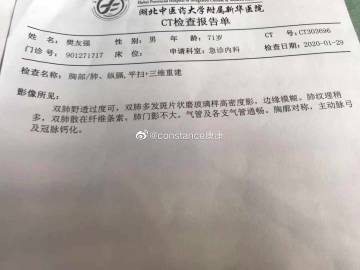 湖北中医药大学附属新华医院
CT检查报告单
姓 名: 樊友强 性 别: 男 年 龄: 71岁 CT 号: CT303696
门诊号: 901271717 床 位: 申请科室: 急诊内科 检查日期: 2020-01-29
检查名称: 胸部/肺、纵膈, 平扫+三维重建
影像所见:
双肺野透过度可, 双肺多发斑片状磨玻璃样高密度影, 边缘模糊。肺纹理稍
多, 双肺散在纤维条索。肺门影不大。气管及各支气管通畅。胸廓对称, 主动脉弓
及冠脉钙化。
@constance康康